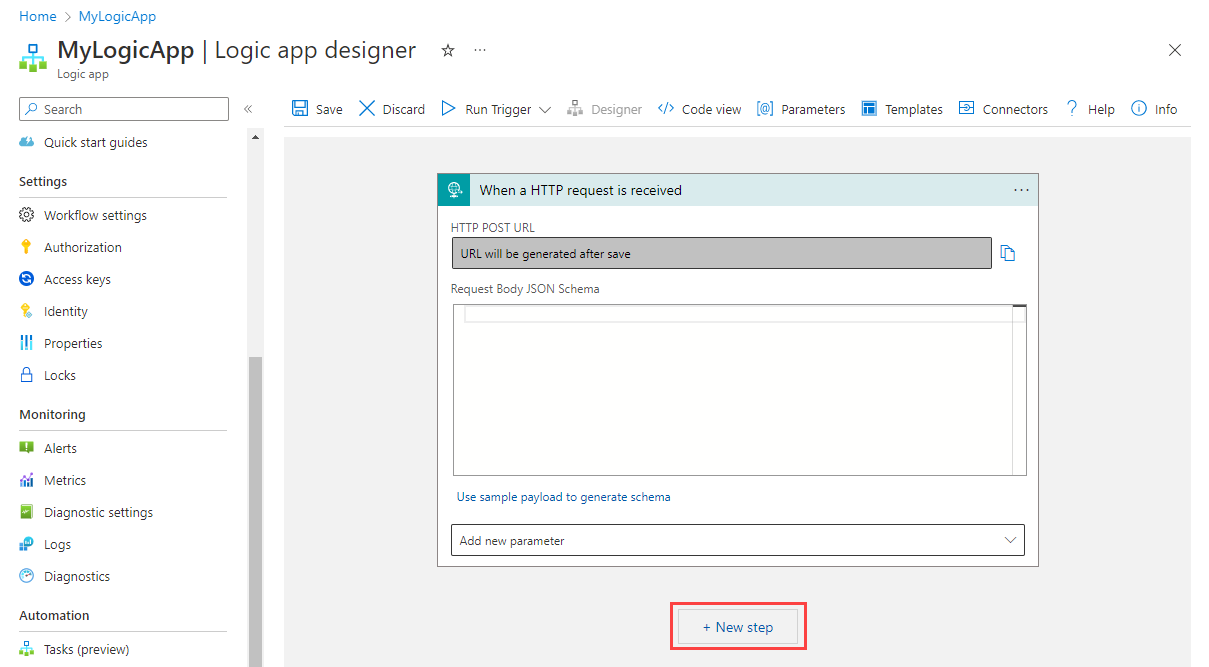 Home > MyLogicApp
MyLogicApp | Logic app designer
Logic app
Search
Quick start guides
Settings
Workflow settings
Authorization
Access keys
Identity
Properties
Locks
Monitoring
Alerts
Metrics
Diagnostic settings
Logs
Diagnostics
Automation
Tasks (preview)
Save Discard Run Trigger Designer Code view Parameters Templates Connectors Help Info
When a HTTP request is received
HTTP POST URL
URL will be generated after save
Request Body JSON Schema
Use sample payload to generate schema
Add new parameter
+ New step